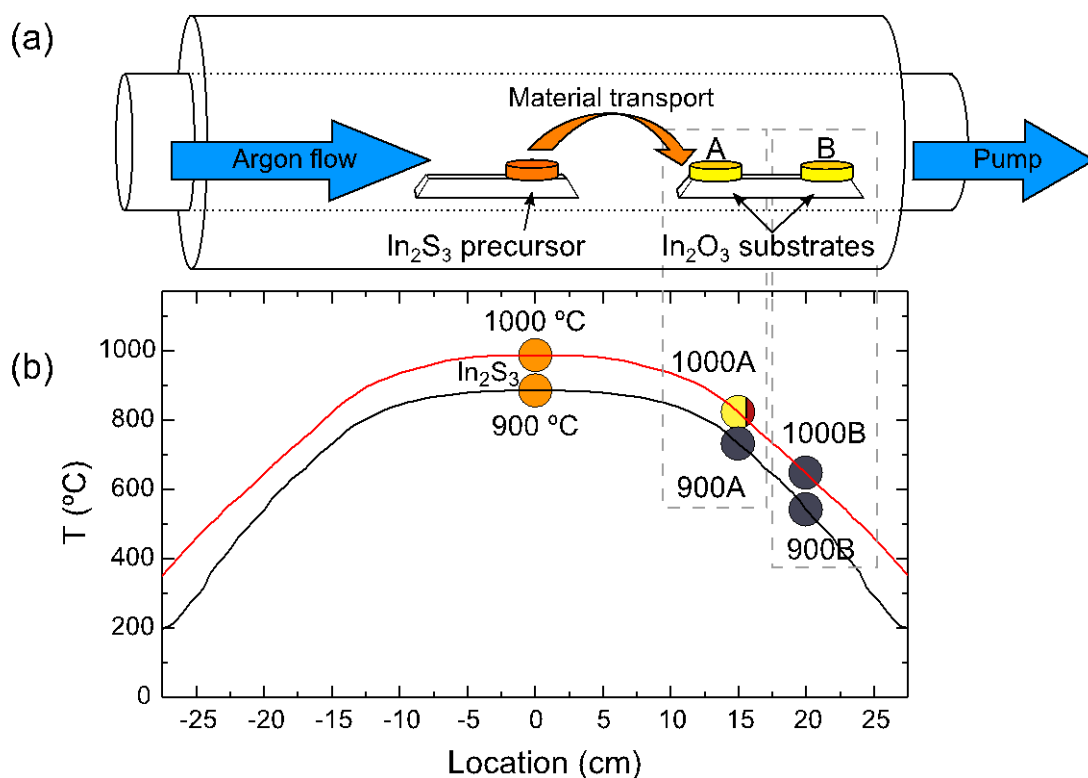 (a)
Material transport
A
B
Argon flow
Pump
In₂S₃ precursor
In₂O₃ substrates
(b)
1000 ºC
In₂S₃
900 ºC
1000A
900A
1000B
900B
1000
800
600
400
200
0
T (ºC)
-25 -20 -15 -10 -5 0 5 10 15 20 25
Location (cm)